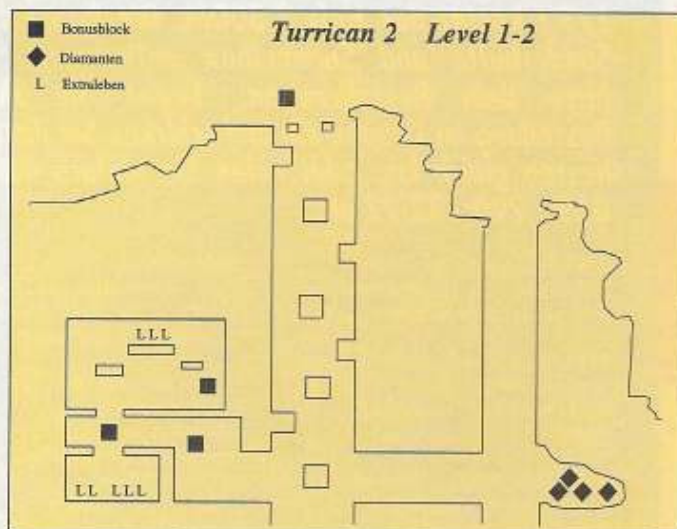 Turrican 2 Level 1-2
Bonusblock
Diamanten
L Extraleben
LLL
LL LLL